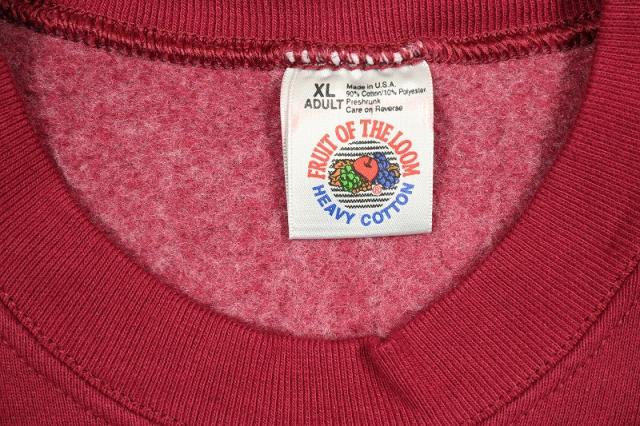 XL
ADULT
Made in U.S.A.
90% Cotton/10% Polyester
Preshrunk
Care on Reverse
FRUIT OF THE LOOM
HEAVY COTTON